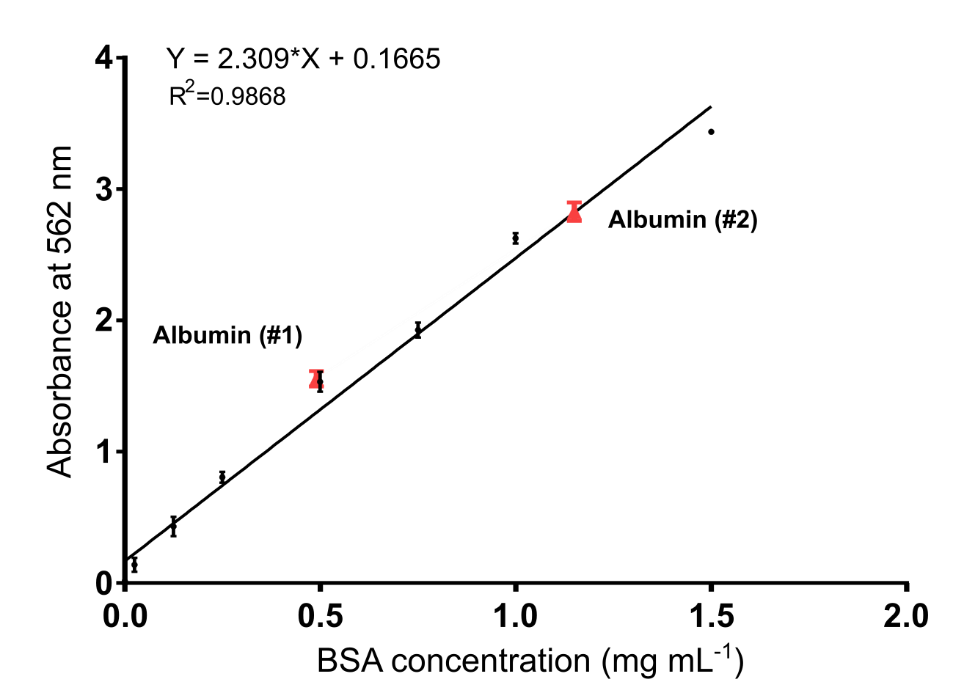 Y = 2.309*X + 0.1665
R²=0.9868
4
3
2
1
0
Absorbance at 562 nm
Albumin (#1)
Albumin (#2)
0.0 0.5 1.0 1.5 2.0
BSA concentration (mg mL⁻¹)